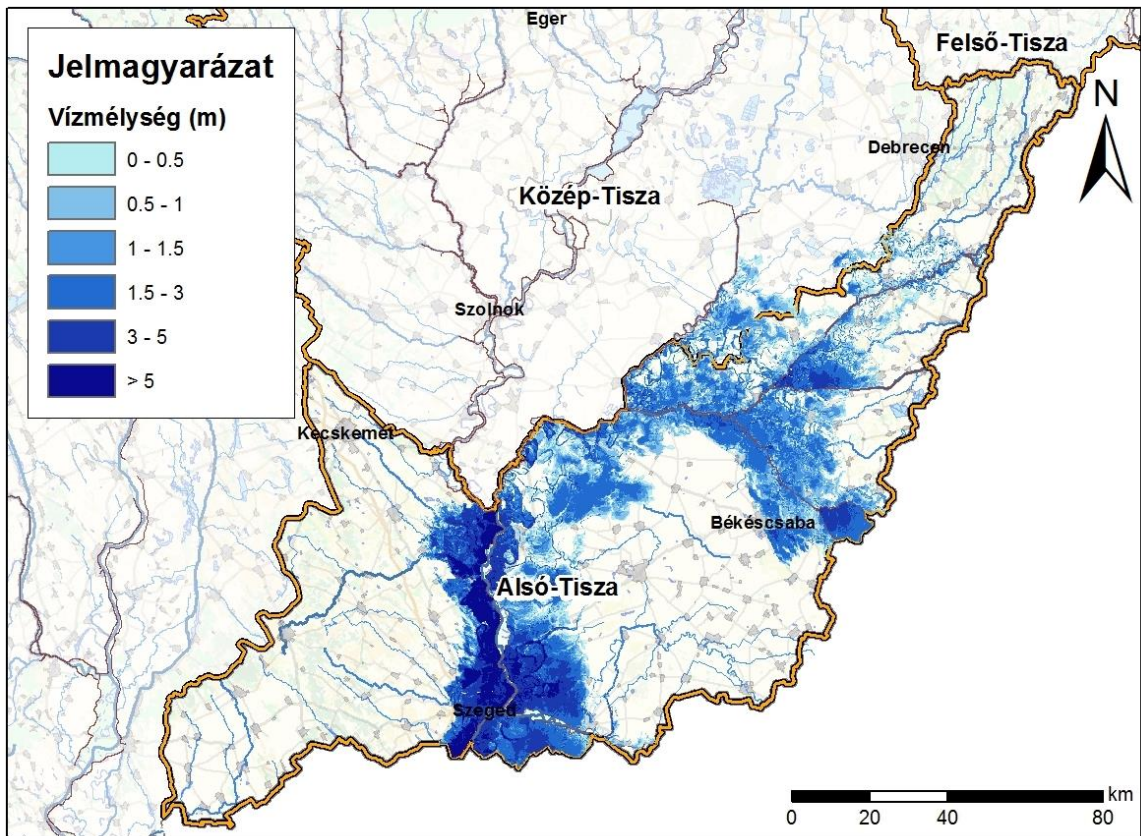 Jelmagyarázat
Vízmélység (m)
0 - 0.5
0.5 - 1
1 - 1.5
1.5 - 3
3 - 5
> 5
Eger
Felső-Tisza
N
Debrecen
Közép-Tisza
Szolnok
Kecskemét
Békéscsaba
Alsó-Tisza
Szeged
km
0 20 40 80